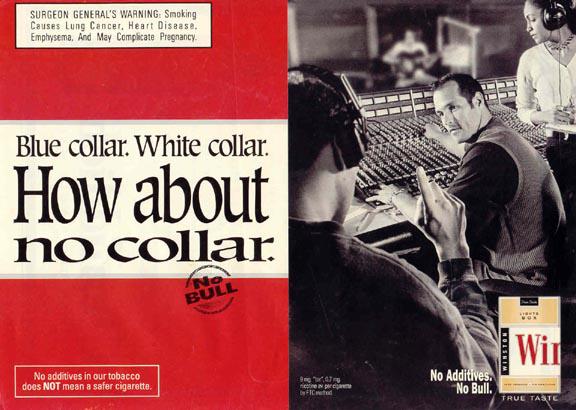 SURGEON GENERAL'S WARNING: Smoking
Causes Lung Cancer, Heart Disease,
Emphysema, And May Complicate Pregnancy.
Blue collar. White collar.
How about
no collar.
No
BULL
No additives in our tobacco
does NOT mean a safer cigarette.
9 mg. "tar", 0.7 mg.
nicotine av. per cigarette
by FTC method.
No Additives.
No Bull.
LIGHTS
BOX
WINSTON
Wi
TRUE TASTE